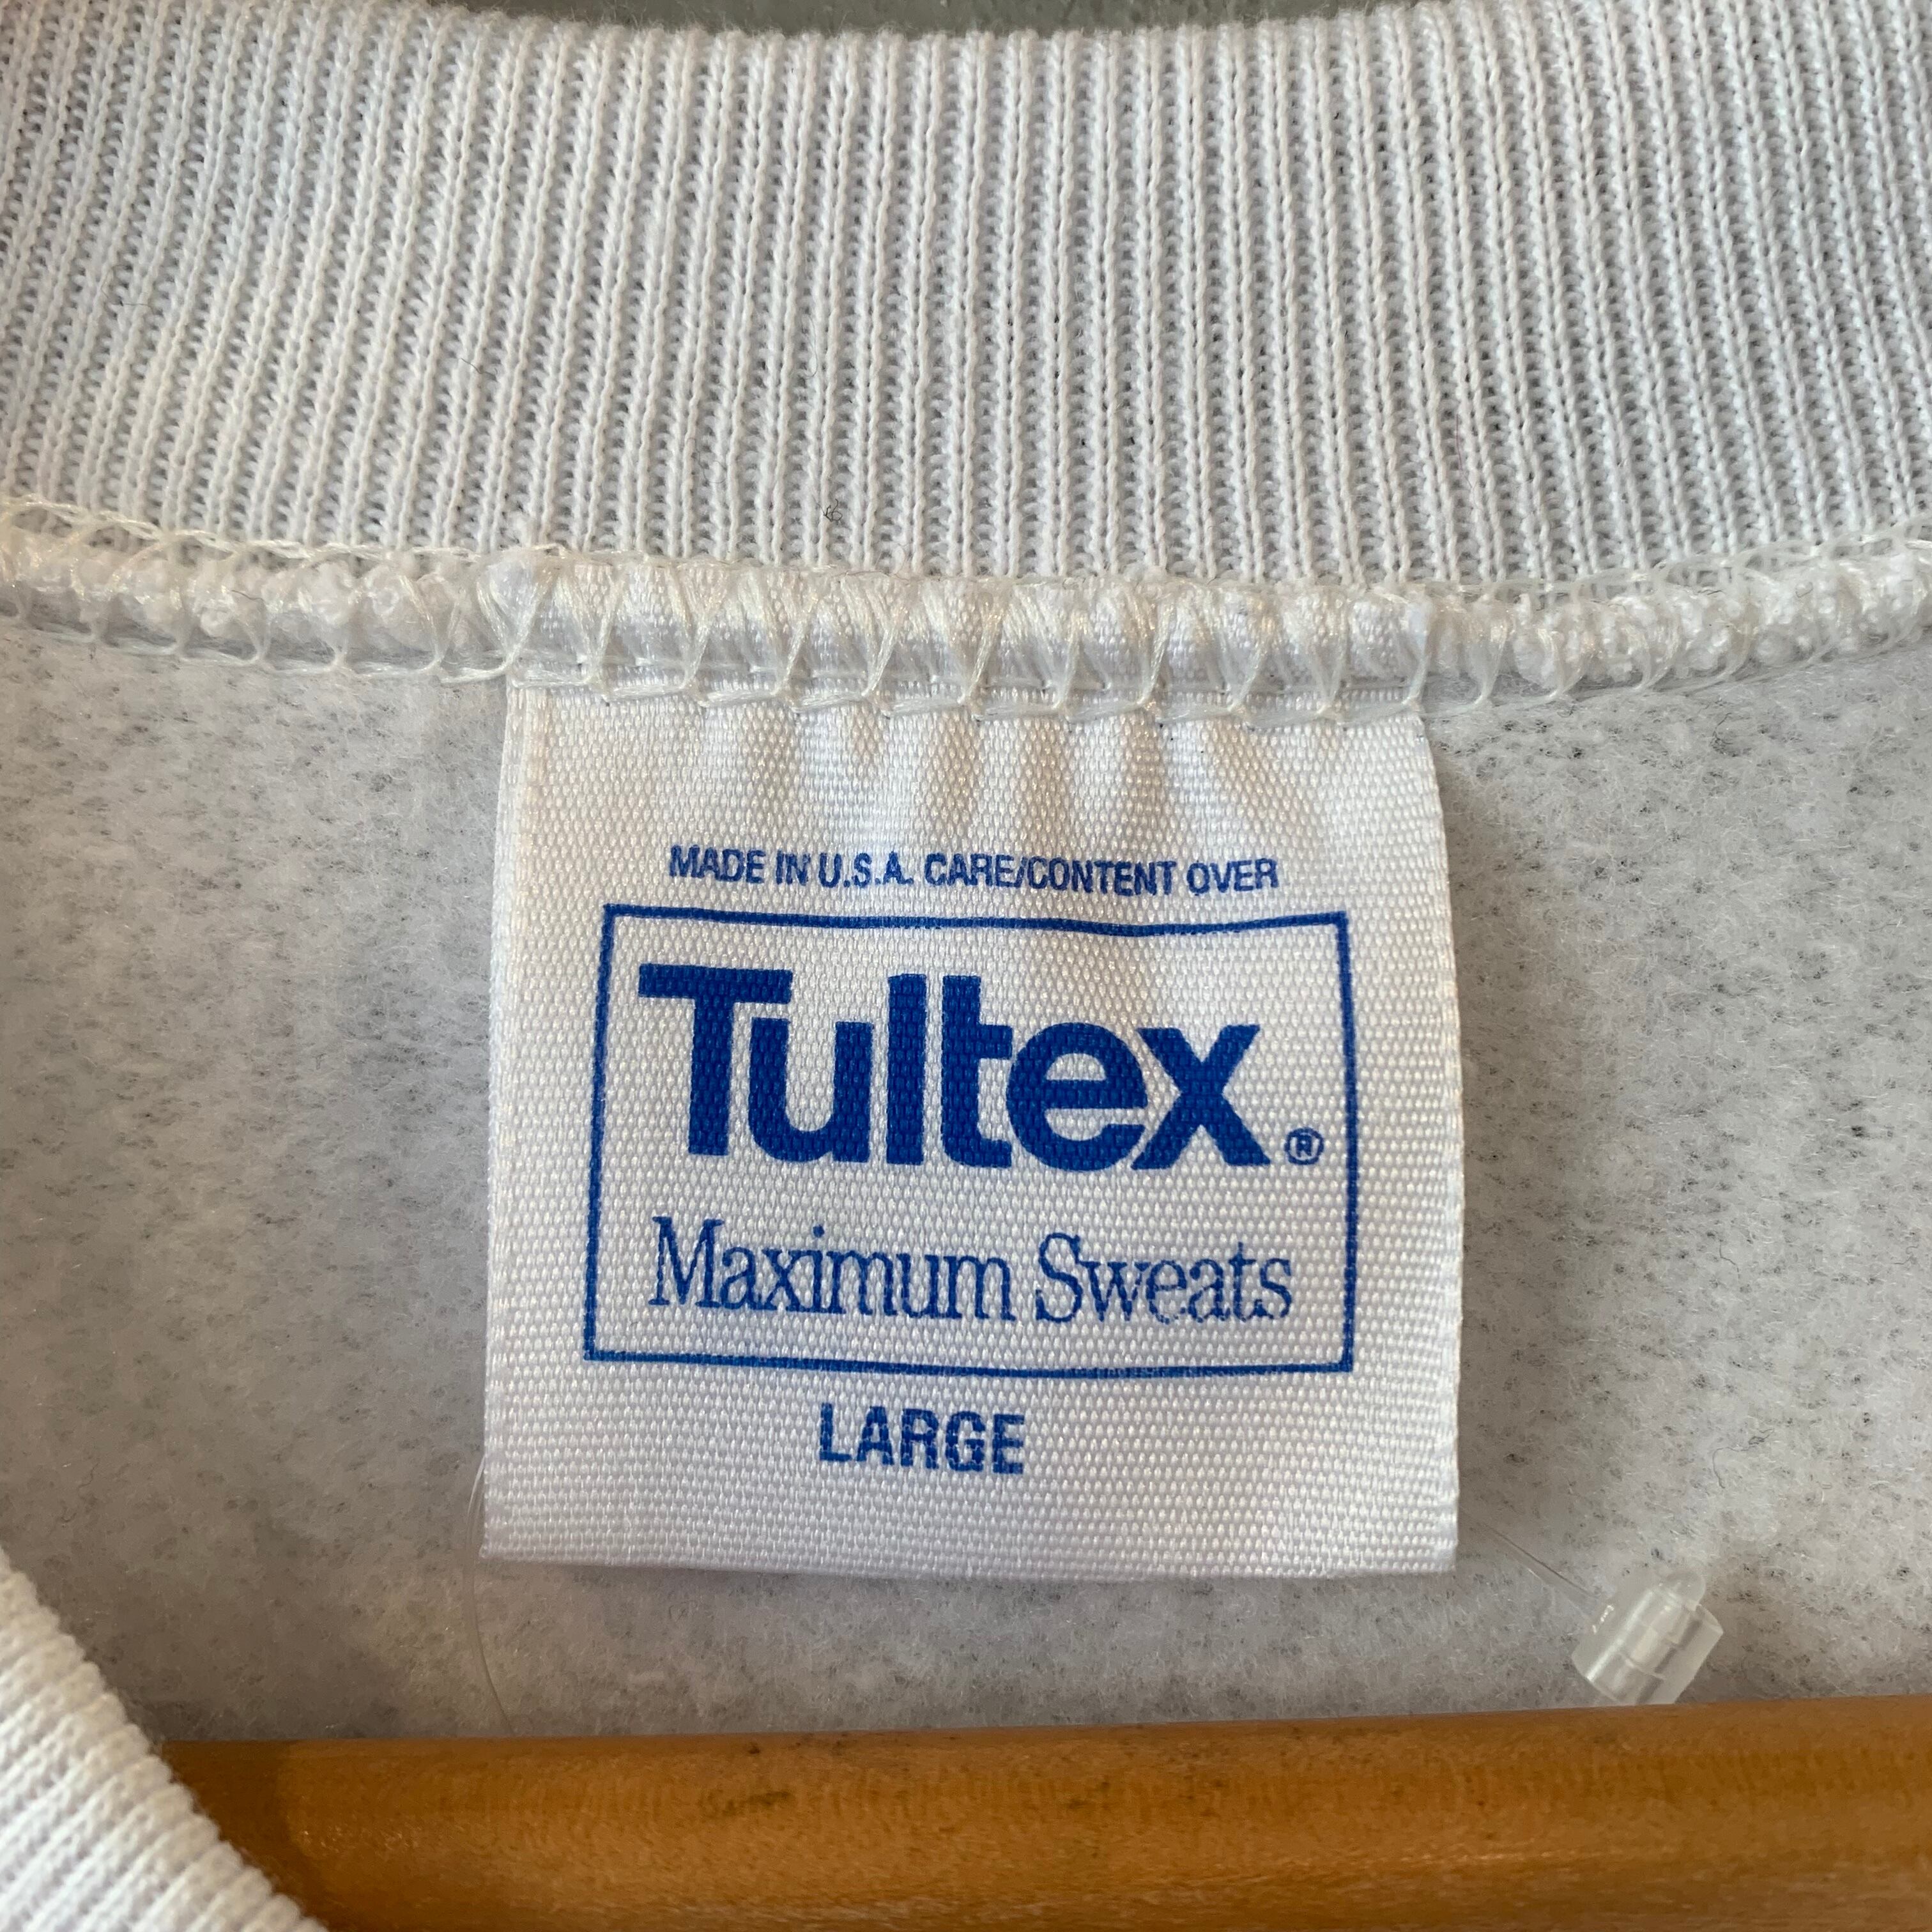 MADE IN U.S.A. CARE/CONTENT OVER
Tultex®
Maximum Sweats
LARGE